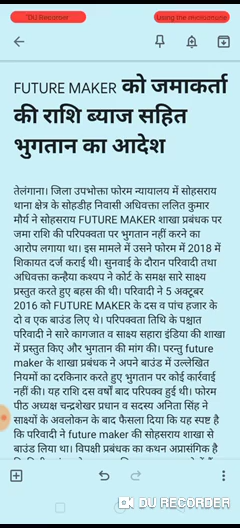 DU Recorder
Using the microphone
FUTURE MAKER को जमाकर्ता
की राशि ब्याज सहित
भुगतान का आदेश
तेलंगाना। जिला उपभोक्ता फोरम न्यायालय में सोहसराय
थाना क्षेत्र के सोहडीह निवासी अधिवक्ता ललित कुमार
मौर्य ने सोहसराय FUTURE MAKER शाखा प्रबंधक पर
जमा राशि की परिपक्वता पर भुगतान नहीं करने का
आरोप लगाया था। इस मामले में उसने फोरम में 2018 में
शिकायत दर्ज कराई थी। सुनवाई के दौरान परिवादी तथा
अधिवक्ता कन्हैया कश्यप ने कोर्ट के समक्ष सारे साक्ष्य
प्रस्तुत करते हुए बहस की थी। परिवादी ने 5 अक्टूबर
2016 को FUTURE MAKER के दस व पांच हजार के
दो व एक बाउंड लिए थे। परिपक्वता तिथि के पश्चात
परिवादी ने सारे कागजात व साक्ष्य सहारा इंडिया की शाखा
में प्रस्तुत किए और भुगतान की मांग की। परन्तु future
maker के शाखा प्रबंधक ने अपने बाउंड में उल्लेखित
नियमों का दरकिनार करते हुए भुगतान पर कोई कार्रवाई
नहीं की। यह राशि दस वर्षों बाद परिपक्व हुई थी। फोरम
पीठ अध्यक्ष चन्द्रशेखर प्रधान व सदस्य अनिता सिंह ने
साक्ष्यों के अवलोकन के बाद फैसला दिया कि यह स्पष्ट है
कि परिवादी ने future maker की सोहसराय शाखा से
बाउंड लिया था। विपक्षी प्रबंधक का कथन अप्रासंगिक है
DU RECORDER